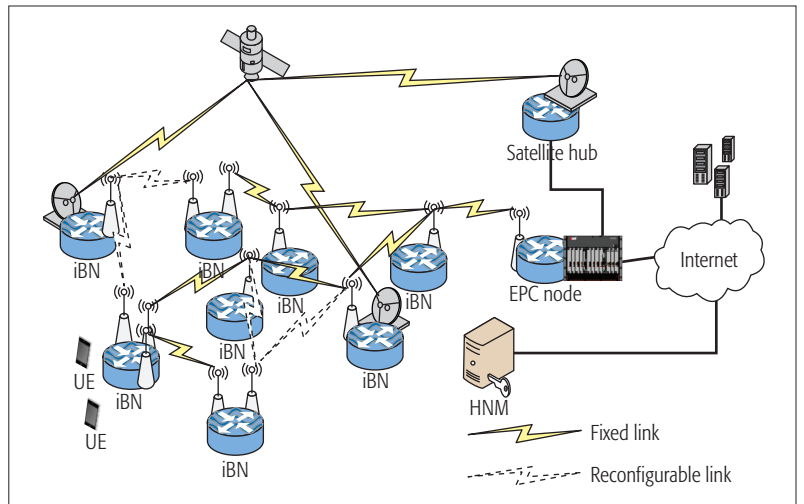 Satellite hub
iBN
iBN
iBN
iBN
EPC node
Internet
iBN
iBN
UE
iBN
HNM
UE
iBN
Fixed link
Reconfigurable link